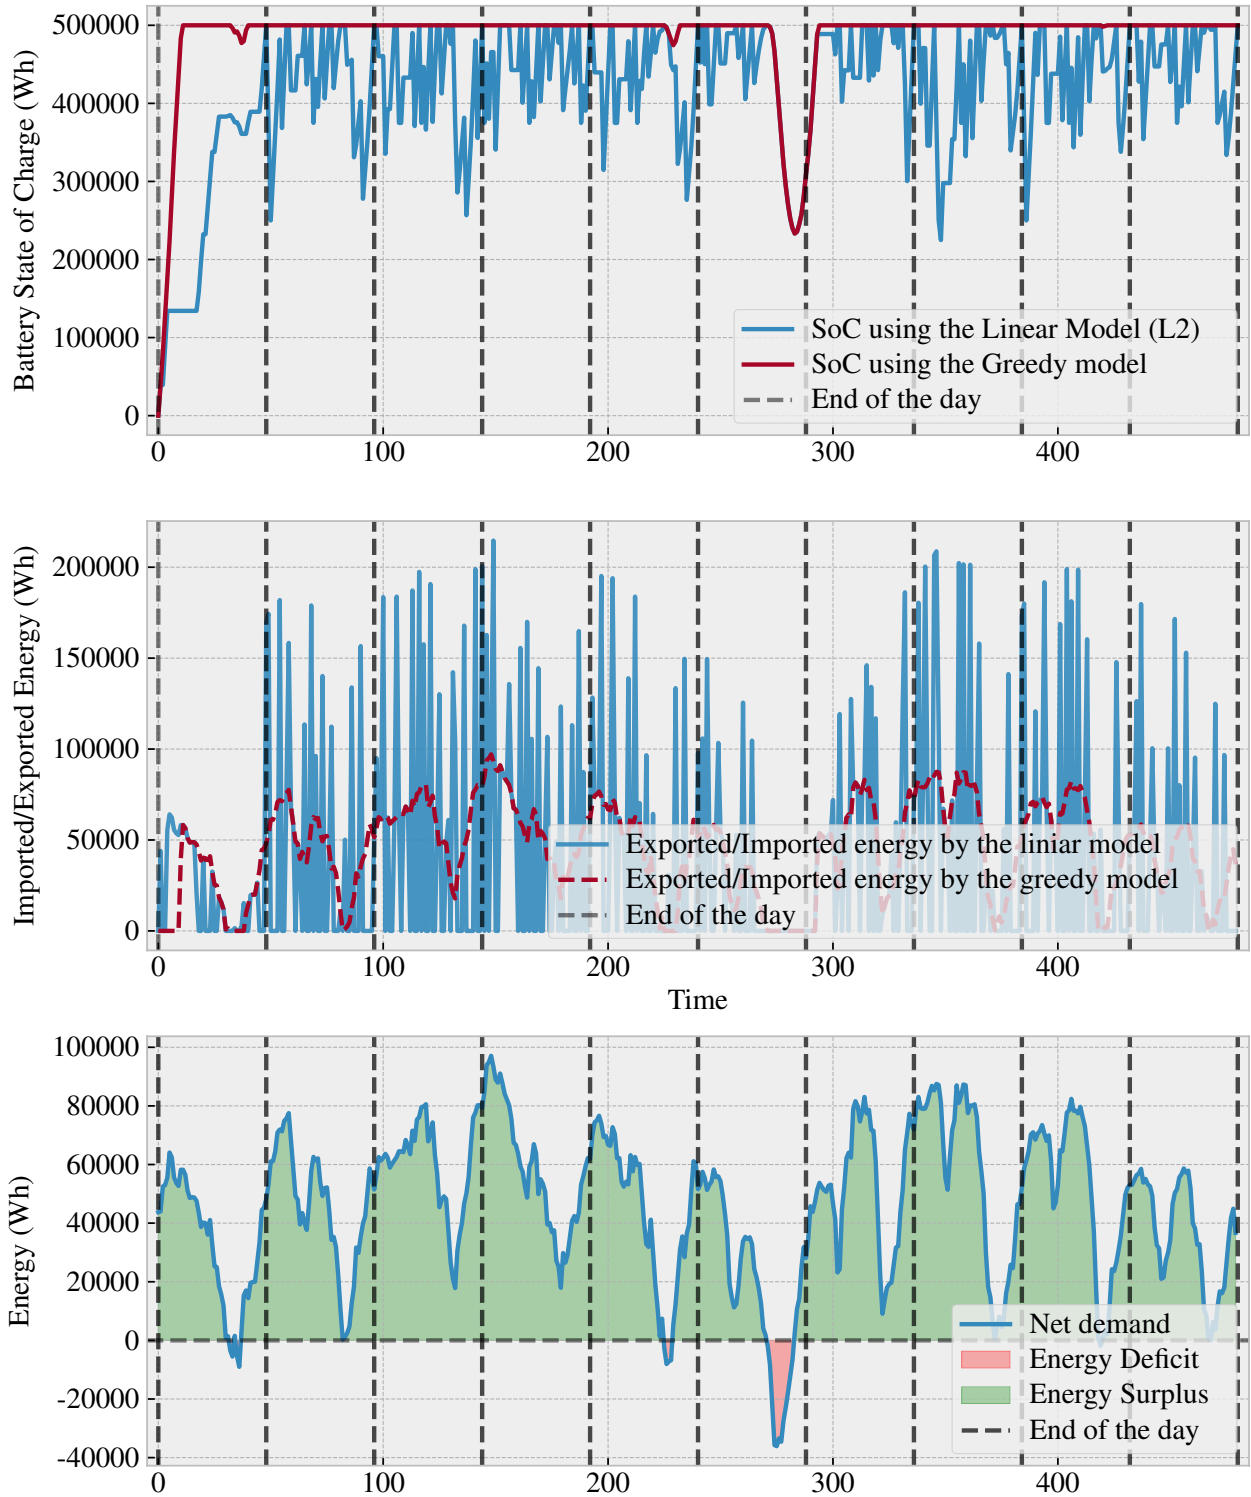 Battery State of Charge (Wh)
500000
400000
300000
200000
100000
0
SoC using the Linear Model (L2)
SoC using the Greedy model
End of the day
0 100 200 300 400
Imported/Exported Energy (Wh)
200000
150000
100000
50000
0
Exported/Imported energy by the liniar model
Exported/Imported energy by the greedy model
End of the day
0 100 200 300 400
Time
Energy (Wh)
100000
80000
60000
40000
20000
0
-20000
-40000
Net demand
Energy Deficit
Energy Surplus
End of the day
0 100 200 300 400